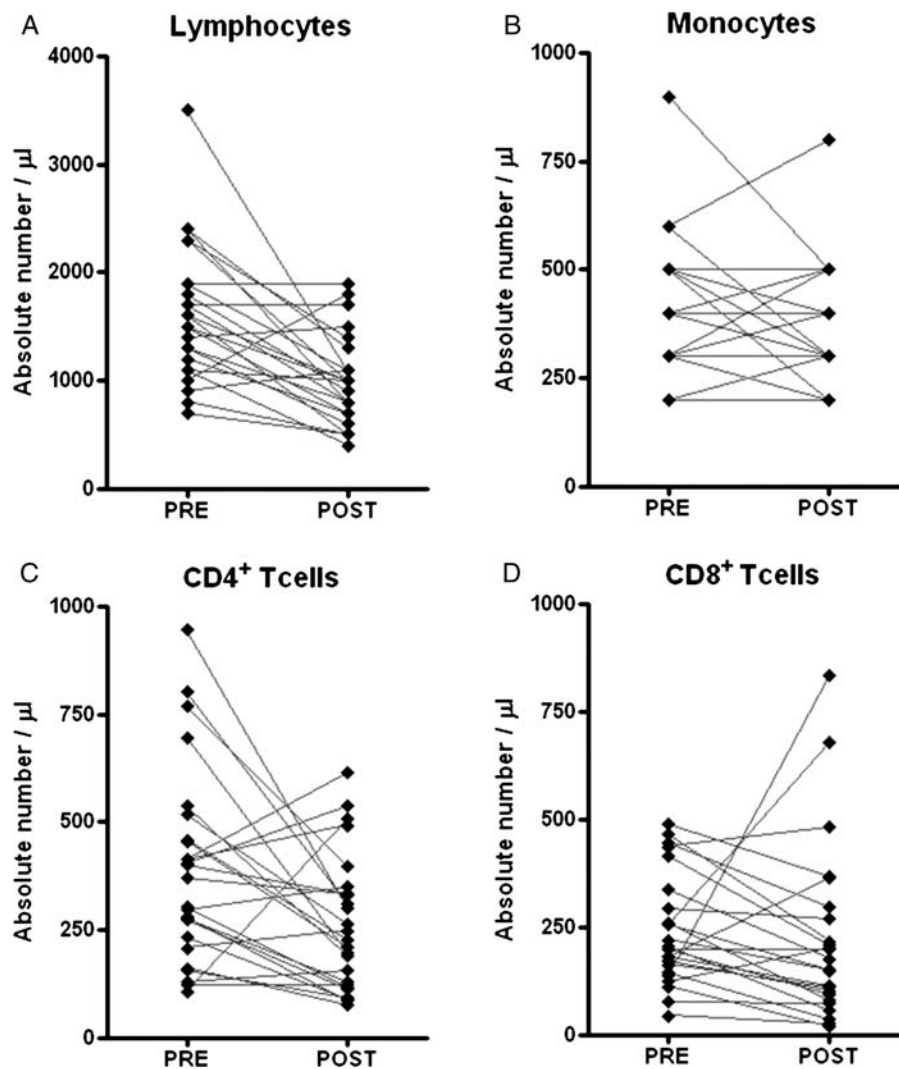 A
Lymphocytes
Absolute number / µl
4000
3000
2000
1000
0
PRE POST
B
Monocytes
Absolute number / µl
1000
750
500
250
0
PRE POST
C
CD4+ Tcells
Absolute number / µl
1000
750
500
250
0
PRE POST
D
CD8+ Tcells
Absolute number / µl
1000
750
500
250
0
PRE POST